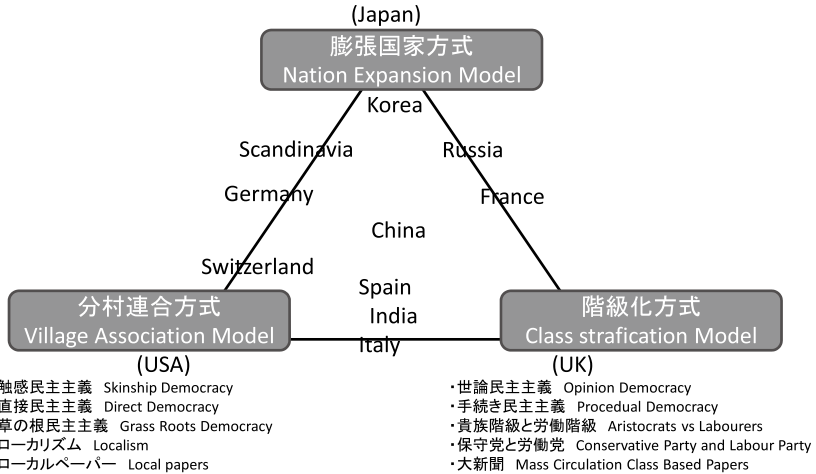 (Japan)
膨張国家方式
Nation Expansion Model
Korea
Scandinavia
Russia
Germany
France
China
Switzerland
Spain
India
Italy
分村連合方式
Village Association Model
(USA)
階級化方式
Class strafication Model
(UK)
触感民主主義 Skinship Democracy
直接民主主義 Direct Democracy
草の根民主主義 Grass Roots Democracy
ローカリズム Localism
ローカルペーパー Local papers
・世論民主主義 Opinion Democracy
・手続き民主主義 Procedual Democracy
・貴族階級と労働階級 Aristocrats vs Labourers
・保守党と労働党 Conservative Party and Labour Party
・大新聞 Mass Circulation Class Based Papers